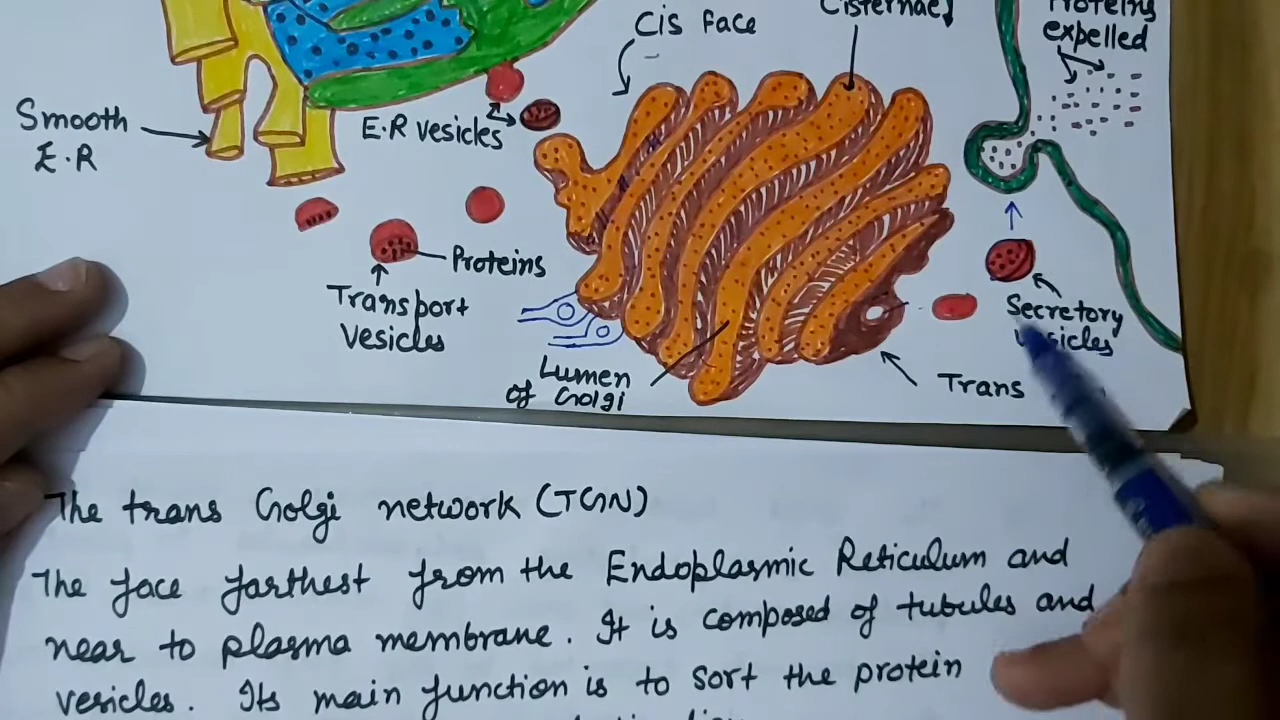 Cis Face
Cisternae
Proteins
expelled
Smooth
E.R
E.R vesicles
Proteins
Transport
Vesicles
Secretory
vesicles
Lumen
of Golgi
Trans
The trans Golgi network (TGN)
The face farthest from the Endoplasmic Reticulum and
near to plasma membrane. It is composed of tubules and
vesicles. Its main function is to sort the protein